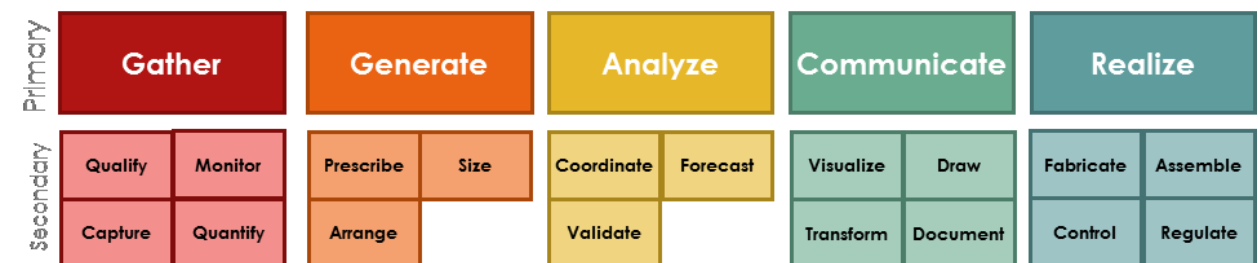 Primary
Gather Generate Analyze Communicate Realize
Secondary
Qualify Monitor Prescribe Size Coordinate Forecast Visualize Draw Fabricate Assemble
Capture Quantify Arrange Validate Transform Document Control Regulate